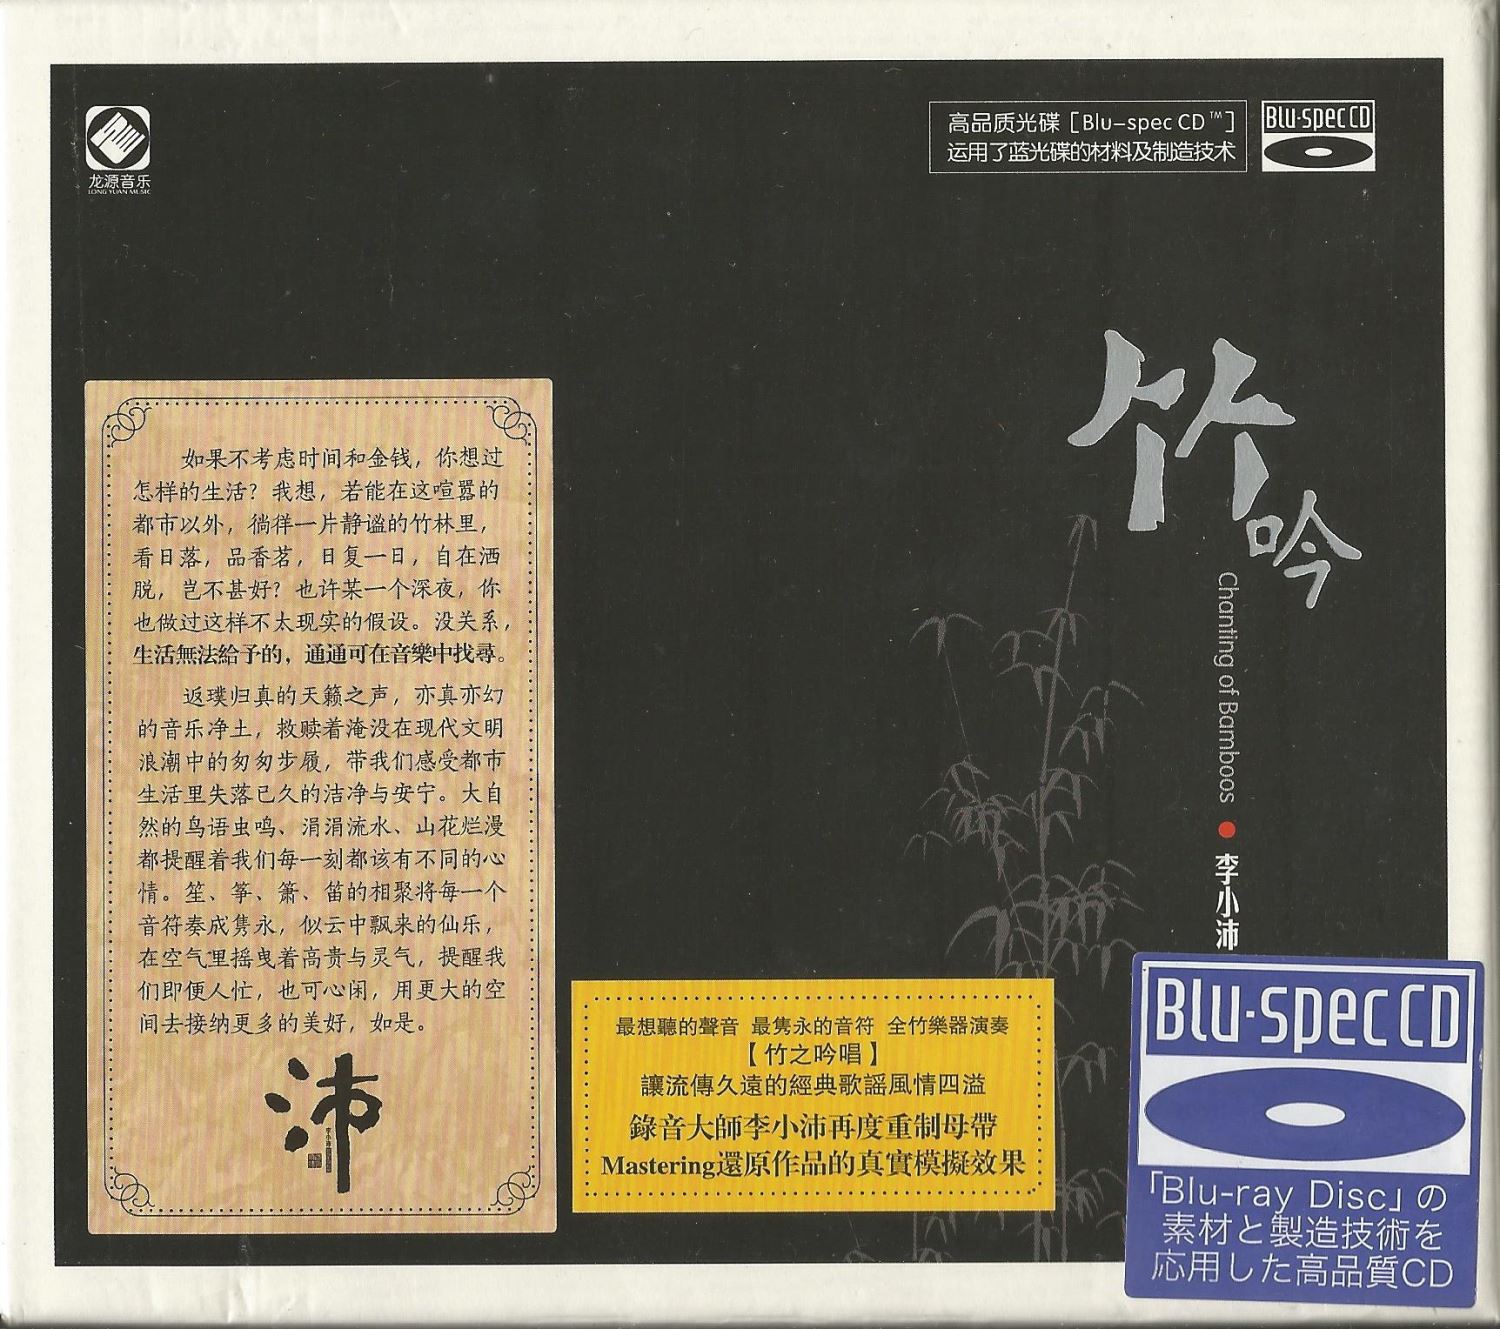 龙源音乐
LONG YUAN MUSIC
高品质光碟［Blu-spec CD™］
运用了蓝光碟的材料及制造技术
Blu-spec CD
竹吟
Chanting of Bamboos
李小沛
如果不考虑时间和金钱，你想过
怎样的生活？我想，若能在这喧嚣的
都市以外，徜徉一片静谧的竹林里，
看日落，品香茗，日复一日，自在洒
脱，岂不甚好？也许某一个深夜，你
也做过这样不太现实的假设。没关系，
生活無法給予的，通通可在音樂中找尋。
返璞归真的天籁之声，亦真亦幻
的音乐净土，救赎着淹没在现代文明
浪潮中的匆匆步履，带我们感受都市
生活里失落已久的洁净与安宁。大自
然的鸟语虫鸣、涓涓流水、山花烂漫
都提醒着我们每一刻都该有不同的心
情。笙、筝、箫、笛的相聚将每一个
音符奏成隽永，似云中飘来的仙乐，
在空气里摇曳着高贵与灵气，提醒我
们即便人忙，也可心闲，用更大的空
间去接纳更多的美好，如是。
沛
最想聽的聲音 最雋永的音符 全竹樂器演奏
【竹之吟唱】
讓流傳久遠的經典歌謡風情四溢
錄音大師李小沛再度重制母帶
Mastering還原作品的真實模擬效果
Blu-spec CD
「Blu-ray Disc」の
素材と製造技術を
応用した高品質CD